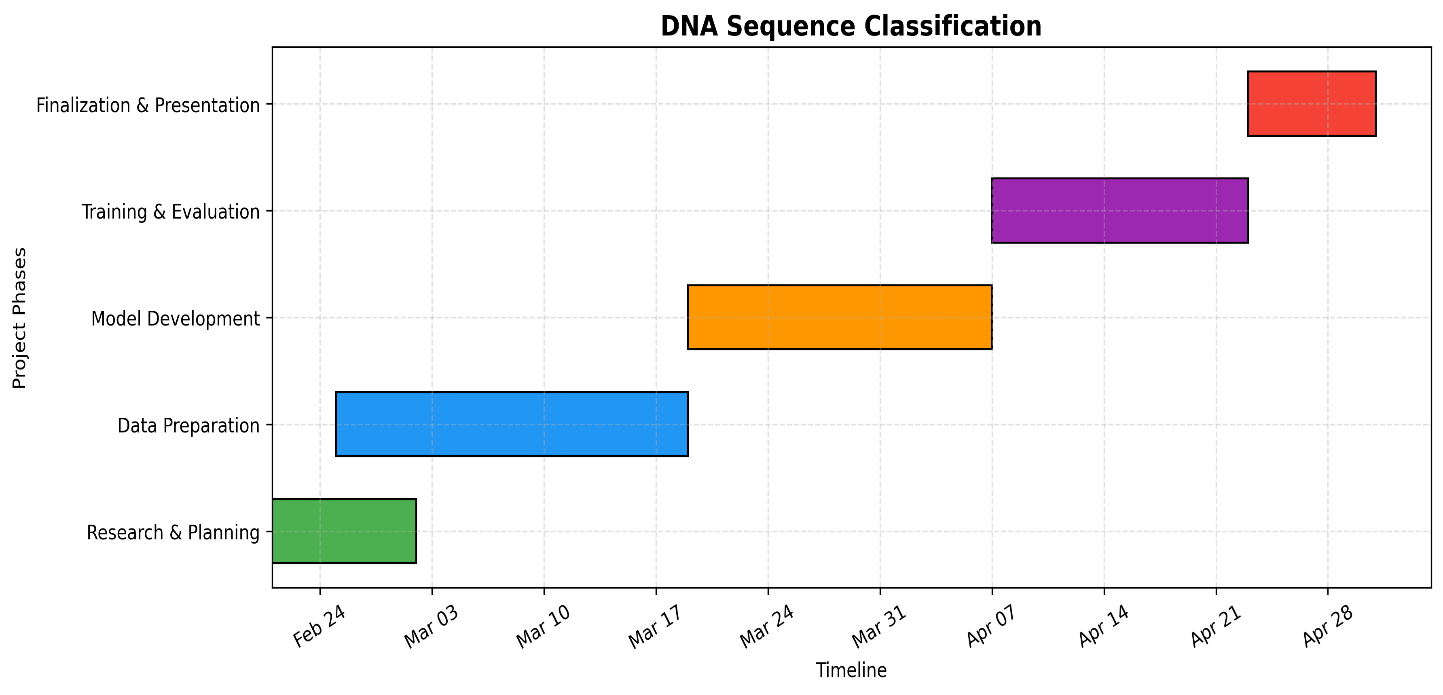 DNA Sequence Classification
Finalization & Presentation
Training & Evaluation
Model Development
Data Preparation
Research & Planning
Project Phases
Feb 24
Mar 03
Mar 10
Mar 17
Mar 24
Mar 31
Apr 07
Apr 14
Apr 21
Apr 28
Timeline